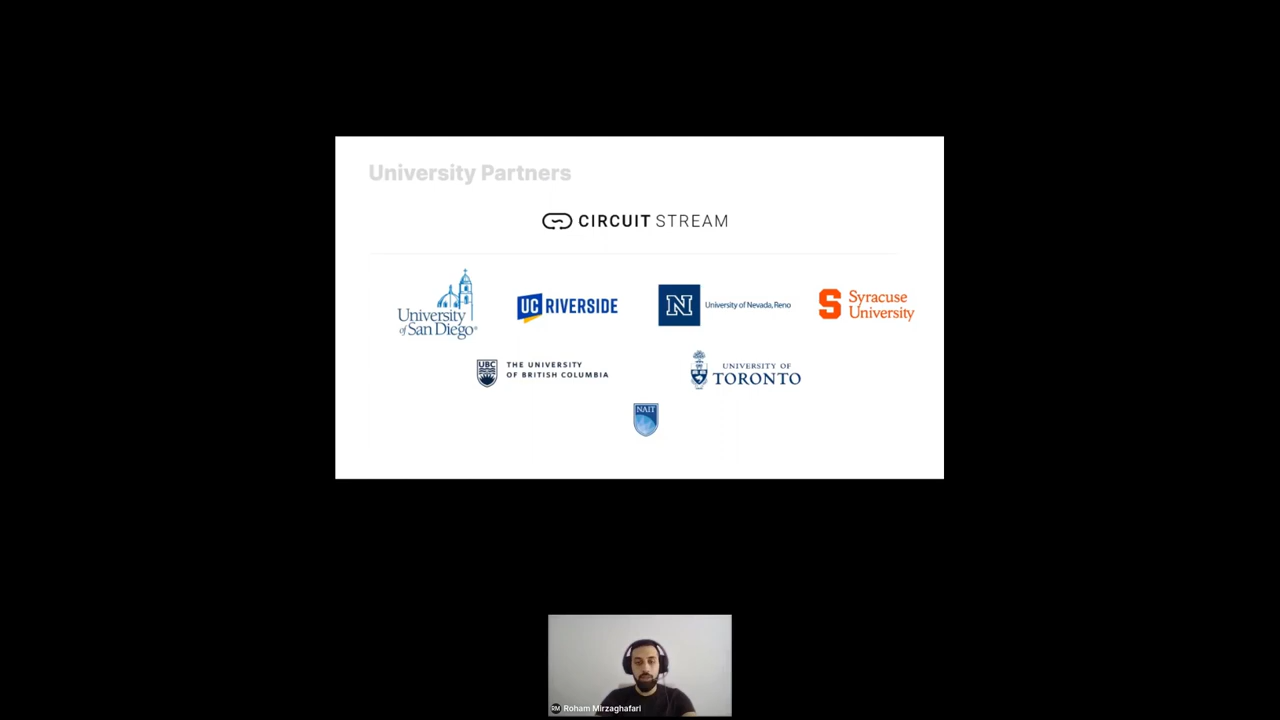 University Partners
CIRCUIT STREAM
University
of San Diego®
UC RIVERSIDE
N
University of Nevada, Reno
S
Syracuse
University
UBC
THE UNIVERSITY
OF BRITISH COLUMBIA
UNIVERSITY OF
TORONTO
NAIT
RM Roham Mirzaghafari